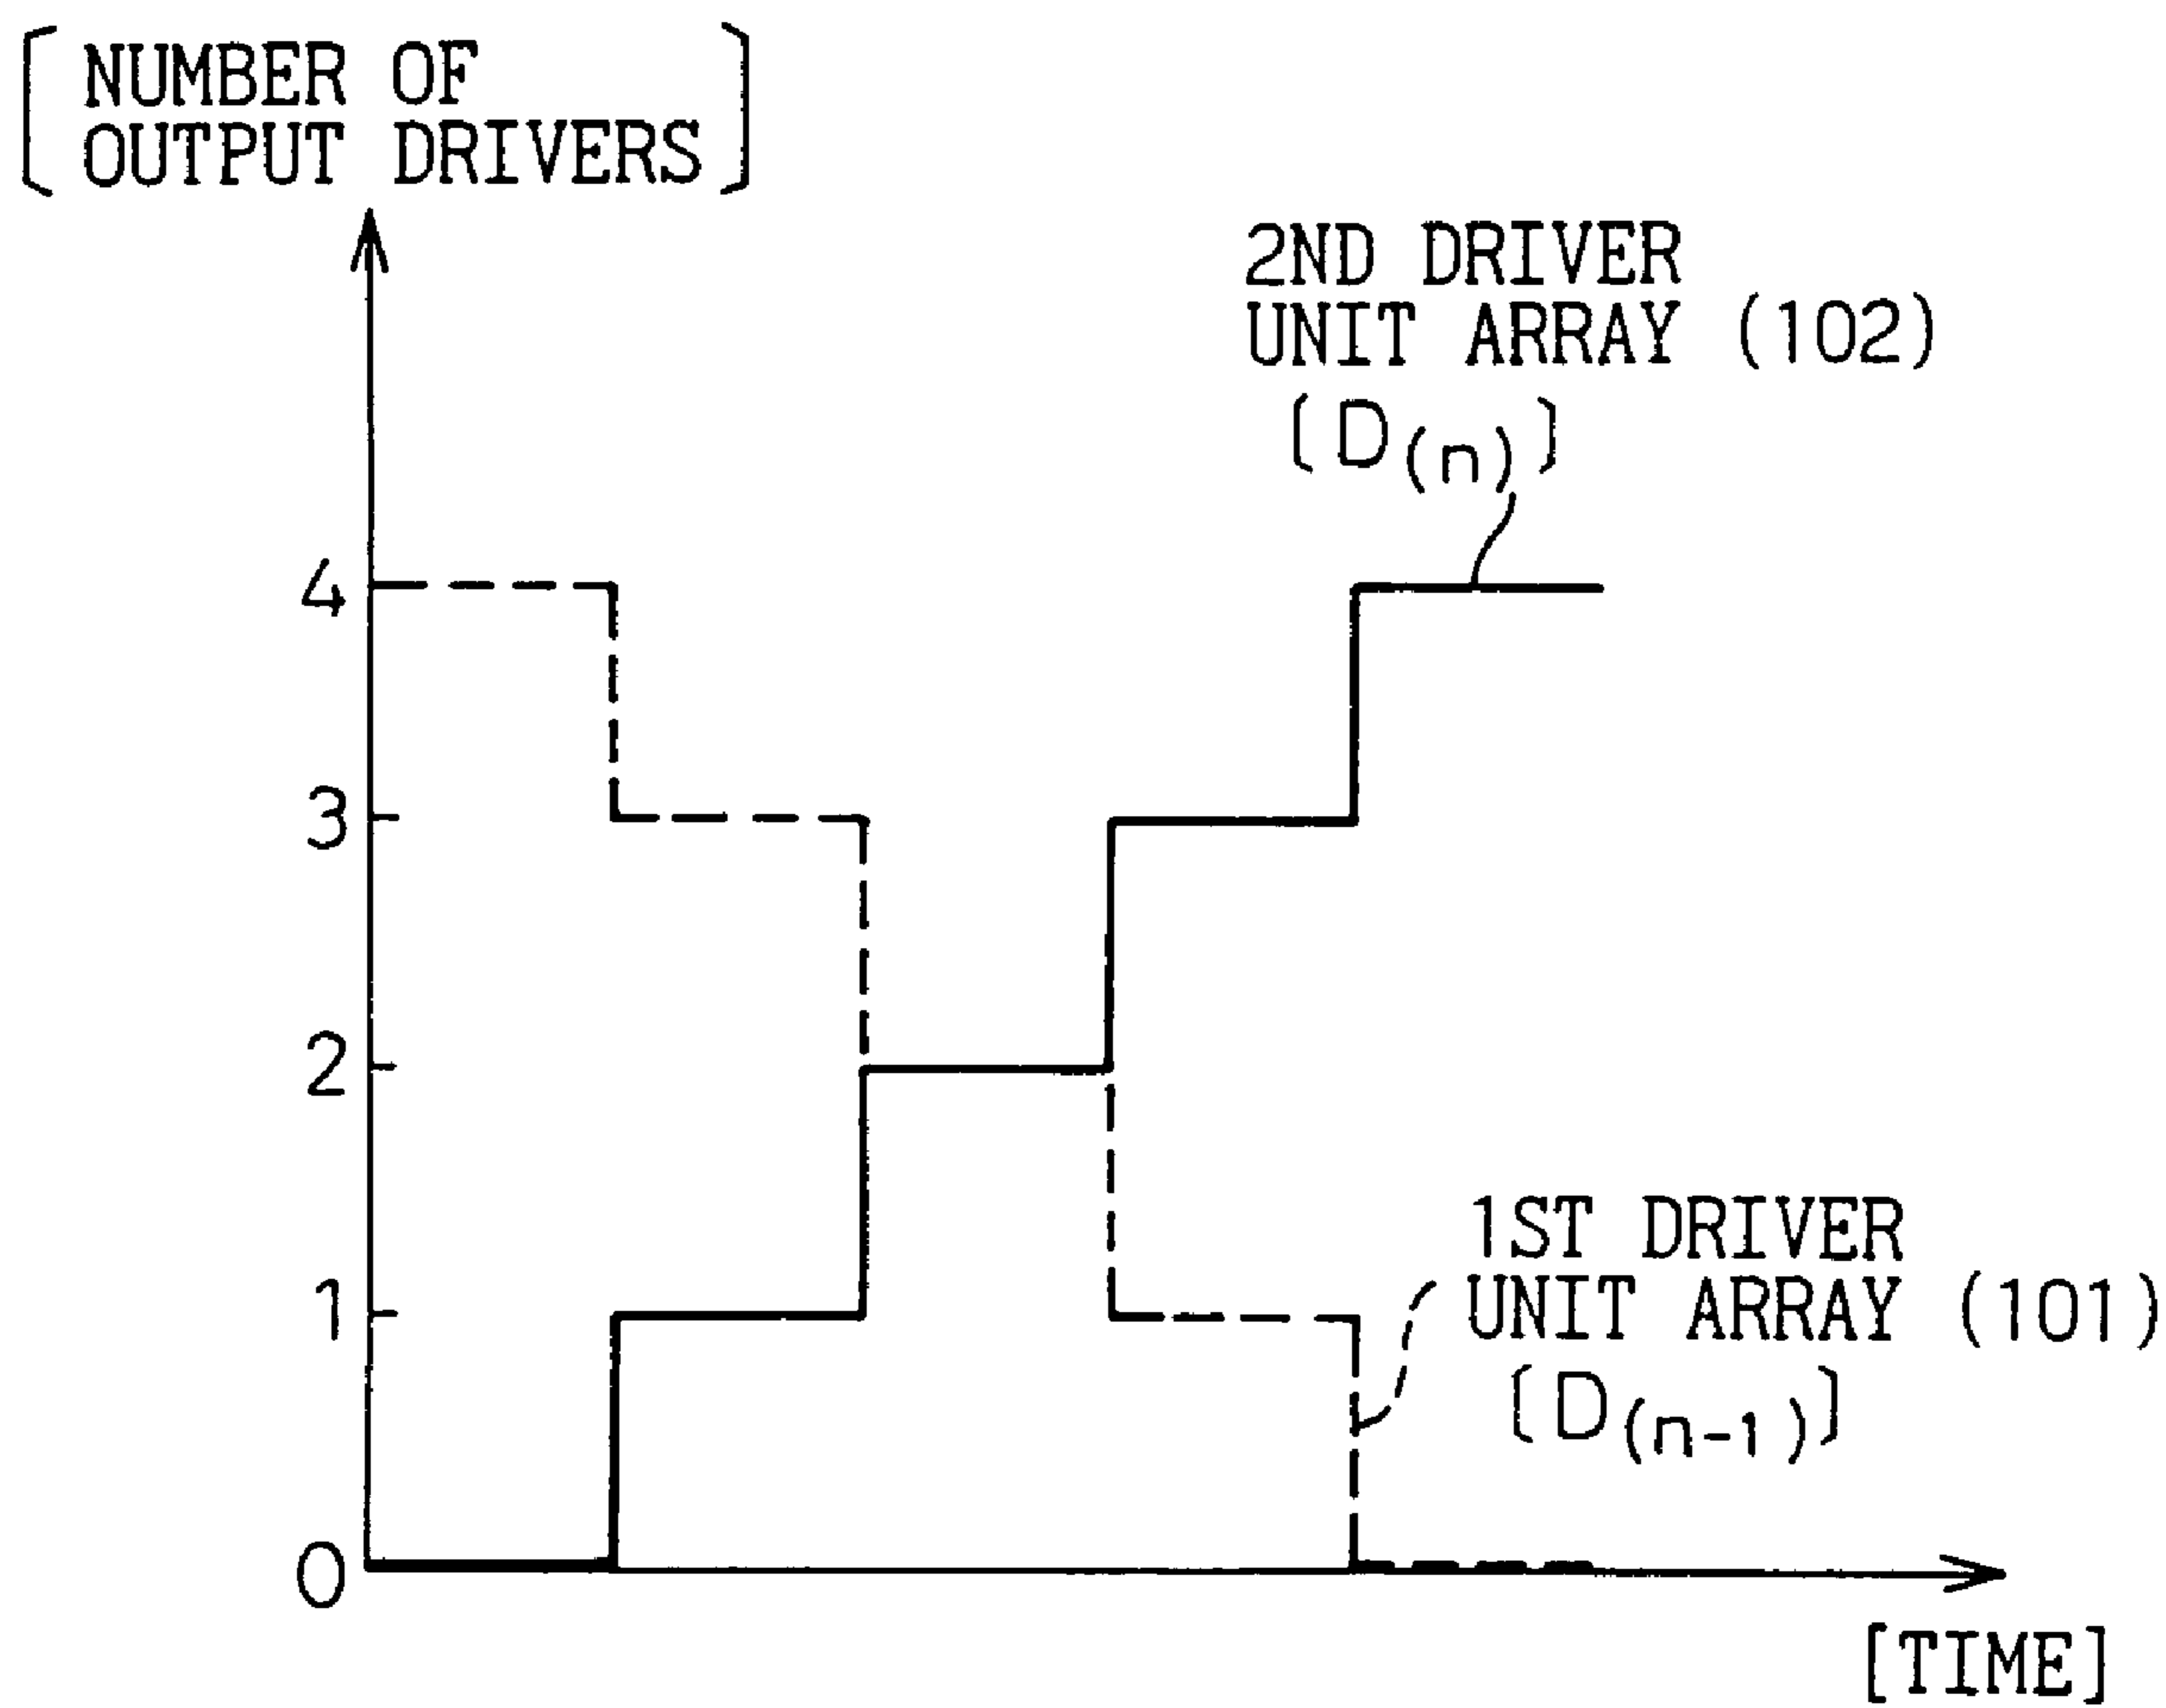 [NUMBER OF
OUTPUT DRIVERS]
2ND DRIVER
UNIT ARRAY (102)
[D(n)]
4
3
2
1
0
1ST DRIVER
UNIT ARRAY (101)
[D(n-1)]
[TIME]